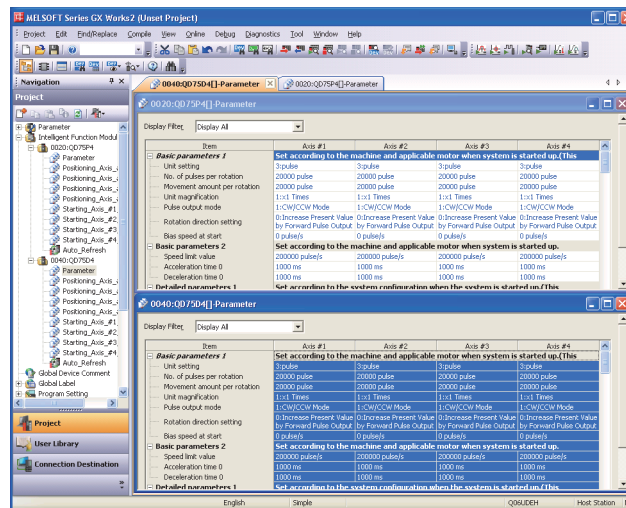 MELSOFT Series GX Works2 (Unset Project)
Project Edit Find/Replace Compile View Online Debug Diagnostics Tool Window Help
Navigation
0040:QD75D4[]-Parameter
0020:QD75P4[]-Parameter
Project
Parameter
Intelligent Function Modul
0020:QD75P4
Parameter
Positioning_Axis_
Positioning_Axis_
Positioning_Axis_
Positioning_Axis_
Starting_Axis_#1
Starting_Axis_#2
Starting_Axis_#3
Starting_Axis_#4
Auto_Refresh
0040:QD75D4
Parameter
Positioning_Axis_
Positioning_Axis_
Positioning_Axis_
Positioning_Axis_
Starting_Axis_#1
Starting_Axis_#2
Starting_Axis_#3
Starting_Axis_#4
Auto_Refresh
Global Device Comment
Global Label
Program Setting
Project
User Library
Connection Destination
0020:QD75P4[]-Parameter
Display Filter Display All
Item Axis #1 Axis #2 Axis #3 Axis #4
Basic parameters 1 Set according to the machine and applicable motor when system is started up.(This
Unit setting 3:pulse 3:pulse 3:pulse 3:pulse
No. of pulses per rotation 20000 pulse 20000 pulse 20000 pulse 20000 pulse
Movement amount per rotation 20000 pulse 20000 pulse 20000 pulse 20000 pulse
Unit magnification 1:x1 Times 1:x1 Times 1:x1 Times 1:x1 Times
Pulse output mode 1:CW/CCW Mode 1:CW/CCW Mode 1:CW/CCW Mode 1:CW/CCW Mode
Rotation direction setting 0:Increase Present Value by Forward Pulse Output 0:Increase Present Value by Forward Pulse Output 0:Increase Present Value by Forward Pulse Output 0:Increase Present Value by Forward Pulse Output
Bias speed at start 0 pulse/s 0 pulse/s 0 pulse/s 0 pulse/s
Basic parameters 2 Set according to the machine and applicable motor when system is started up.
Speed limit value 200000 pulse/s 200000 pulse/s 200000 pulse/s 200000 pulse/s
Acceleration time 0 1000 ms 1000 ms 1000 ms 1000 ms
Deceleration time 0 1000 ms 1000 ms 1000 ms 1000 ms
Detailed parameters 1 Set according to the system configuration when the system is started up.(This
0040:QD75D4[]-Parameter
Display Filter Display All
Item Axis #1 Axis #2 Axis #3 Axis #4
Basic parameters 1 Set according to the machine and applicable motor when system is started up.(This
Unit setting 3:pulse 3:pulse 3:pulse 3:pulse
No. of pulses per rotation 20000 pulse 20000 pulse 20000 pulse 20000 pulse
Movement amount per rotation 20000 pulse 20000 pulse 20000 pulse 20000 pulse
Unit magnification 1:x1 Times 1:x1 Times 1:x1 Times 1:x1 Times
Pulse output mode 1:CW/CCW Mode 1:CW/CCW Mode 1:CW/CCW Mode 1:CW/CCW Mode
Rotation direction setting 0:Increase Present Value by Forward Pulse Output 0:Increase Present Value by Forward Pulse Output 0:Increase Present Value by Forward Pulse Output 0:Increase Present Value by Forward Pulse Output
Bias speed at start 0 pulse/s 0 pulse/s 0 pulse/s 0 pulse/s
Basic parameters 2 Set according to the machine and applicable motor when system is started up.
Speed limit value 200000 pulse/s 200000 pulse/s 200000 pulse/s 200000 pulse/s
Acceleration time 0 1000 ms 1000 ms 1000 ms 1000 ms
Deceleration time 0 1000 ms 1000 ms 1000 ms 1000 ms
Detailed parameters 1 Set according to the system configuration when the system is started up.(This
English Simple Q06UDEH Host Station